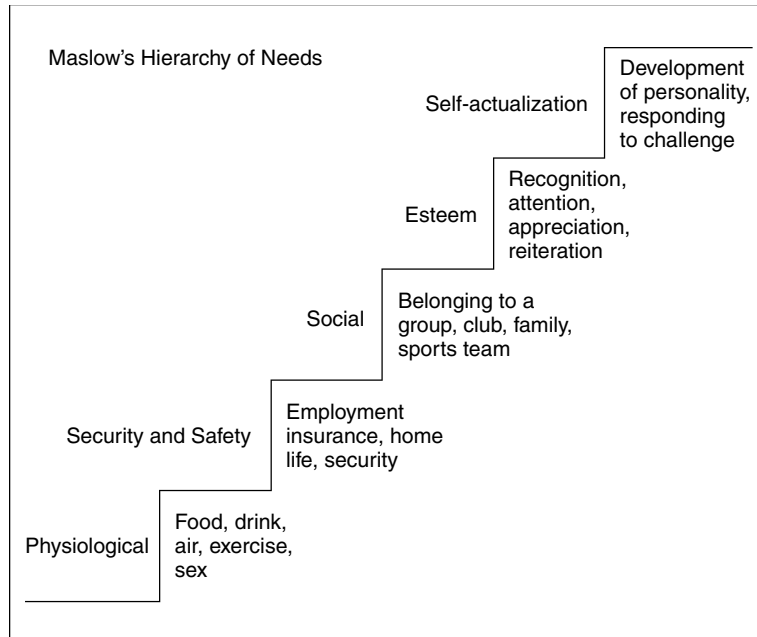 Maslow's Hierarchy of Needs
Self-actualization
Development
of personality,
responding
to challenge
Esteem
Recognition,
attention,
appreciation,
reiteration
Social
Belonging to a
group, club, family,
sports team
Security and Safety
Employment
insurance, home
life, security
Physiological
Food, drink,
air, exercise,
sex